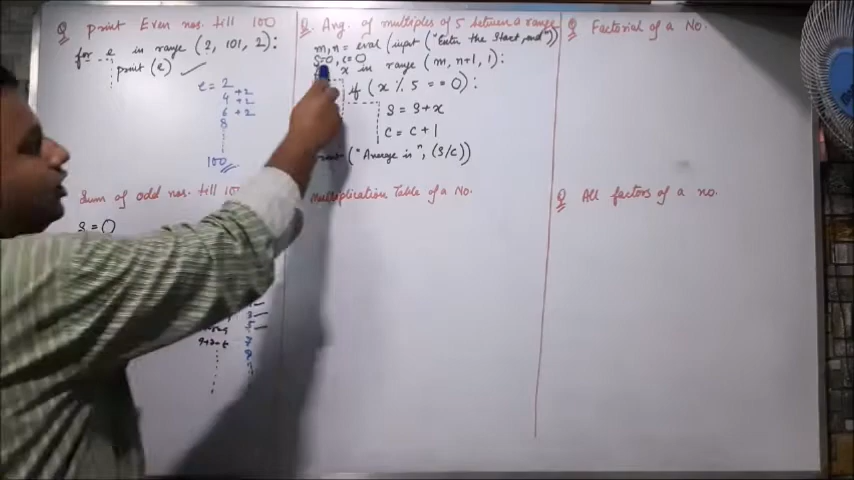 Q print Even nos. till 100
for e in range (2, 101, 2):
print (e)
e = 2
4 +2
6 +2
8 +2
100
Sum of odd nos. till 100
S = 0
Q. Avg. of multiples of 5 between a range
m, n = eval (input ("Enter the Start, end"))
S=0, c=0
x in range (m, n+1, 1):
if (x % 5 == 0):
S = S+x
c = c+1
("Average is", (S/c))
Multiplication Table of a No.
Q Factorial of a No.
Q All factors of a no.